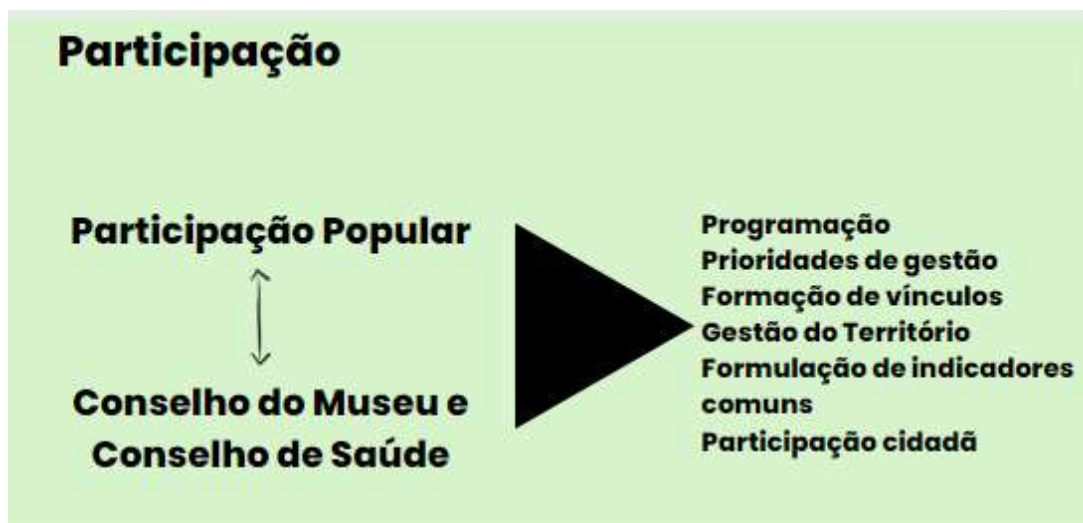 Participação
Participação Popular
Conselho do Museu e
Conselho de Saúde
Programação
Prioridades de gestão
Formação de vínculos
Gestão do Território
Formulação de indicadores
comuns
Participação cidadã